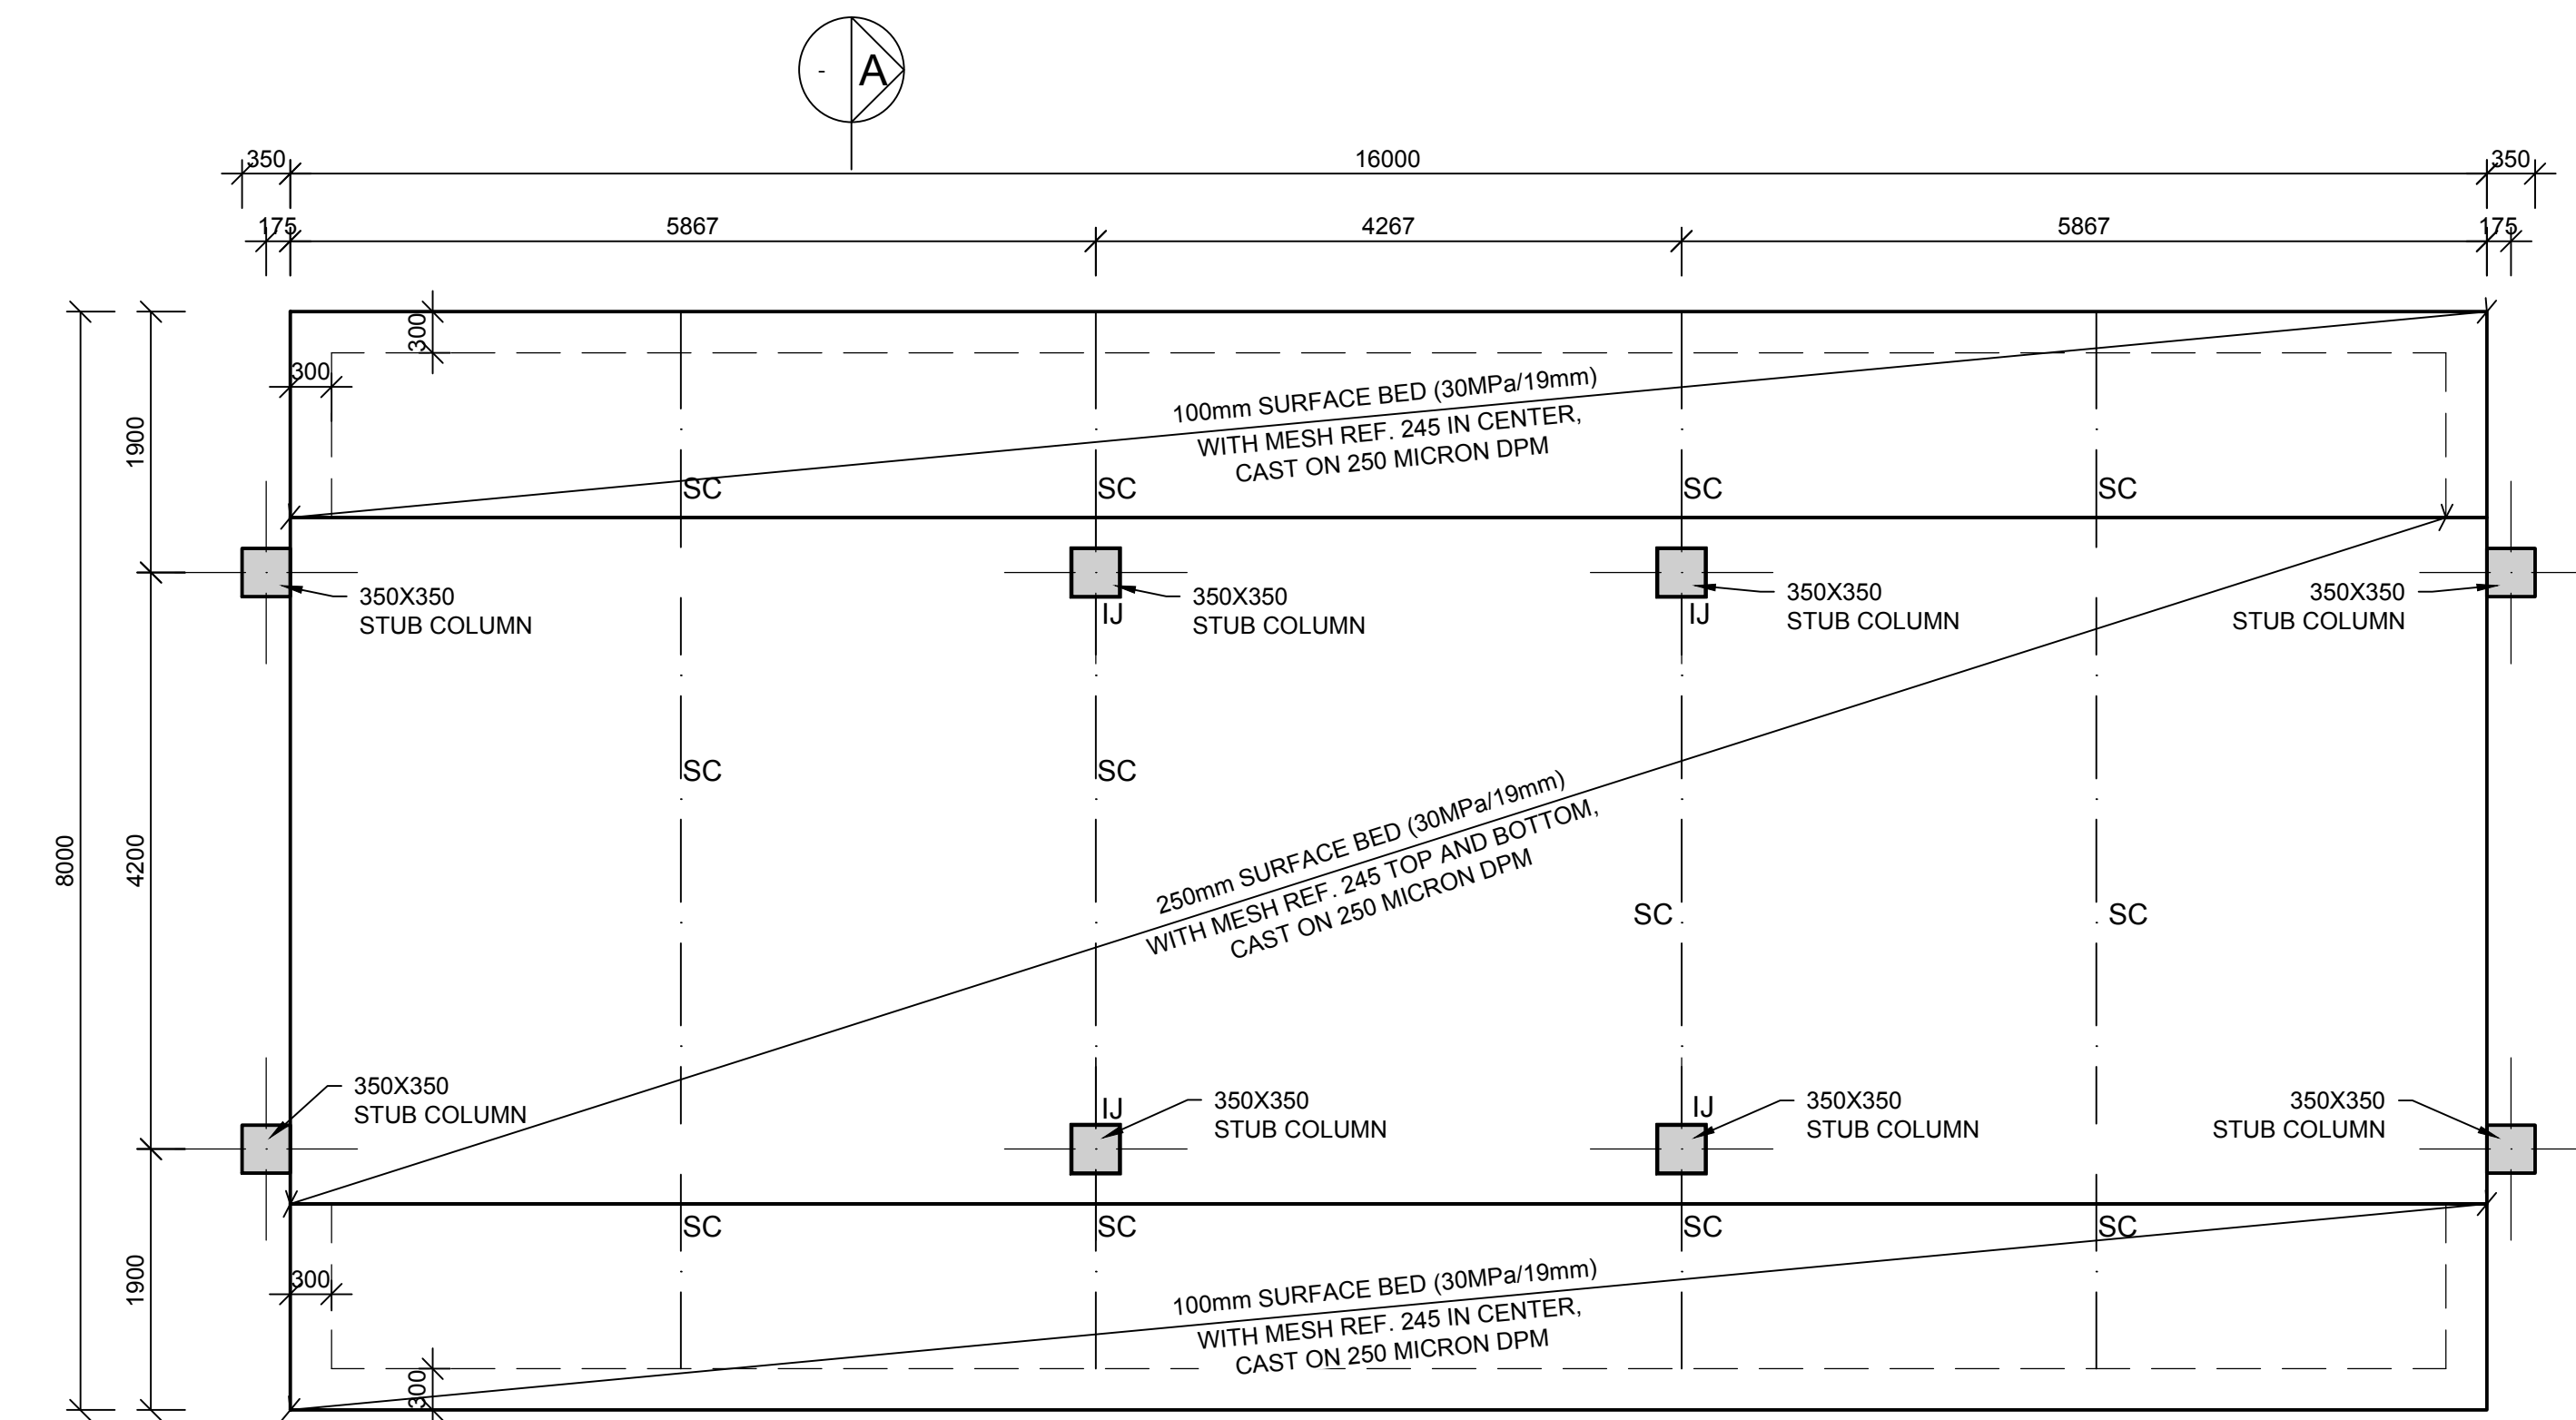 - A
350 16000 350
175 5867 4267 5867 175
300
300
1900
100mm SURFACE BED (30MPa/19mm)
WITH MESH REF. 245 IN CENTER,
CAST ON 250 MICRON DPM
SC SC SC SC
350X350
STUB COLUMN
IJ
350X350
STUB COLUMN
IJ
350X350
STUB COLUMN
350X350
STUB COLUMN
SC SC
8000
4200
250mm SURFACE BED (30MPa/19mm)
WITH MESH REF. 245 TOP AND BOTTOM,
CAST ON 250 MICRON DPM
SC SC
350X350
STUB COLUMN
IJ
350X350
STUB COLUMN
IJ
350X350
STUB COLUMN
350X350
STUB COLUMN
SC SC SC SC
1900
300
100mm SURFACE BED (30MPa/19mm)
WITH MESH REF. 245 IN CENTER,
CAST ON 250 MICRON DPM
300